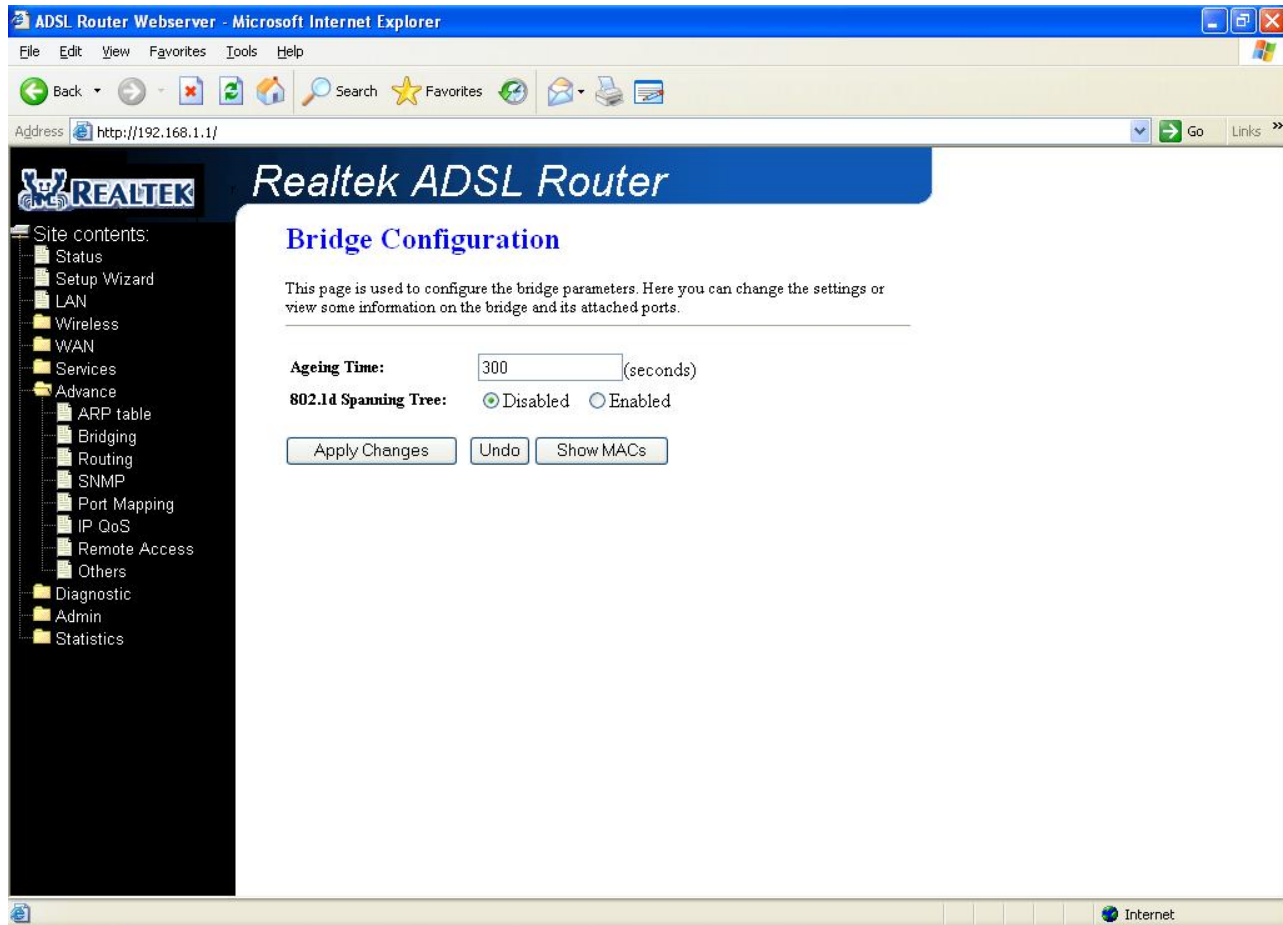 ADSL Router Webserver - Microsoft Internet Explorer
File Edit View Favorites Tools Help
Back Search Favorites
Address http://192.168.1.1/ Go Links »
REALTEK
Realtek ADSL Router
Site contents:
Status
Setup Wizard
LAN
Wireless
WAN
Services
Advance
ARP table
Bridging
Routing
SNMP
Port Mapping
IP QoS
Remote Access
Others
Diagnostic
Admin
Statistics
Bridge Configuration
This page is used to configure the bridge parameters. Here you can change the settings or
view some information on the bridge and its attached ports.
Ageing Time: 300 (seconds)
802.1d Spanning Tree: Disabled Enabled
Apply Changes Undo Show MACs
Internet